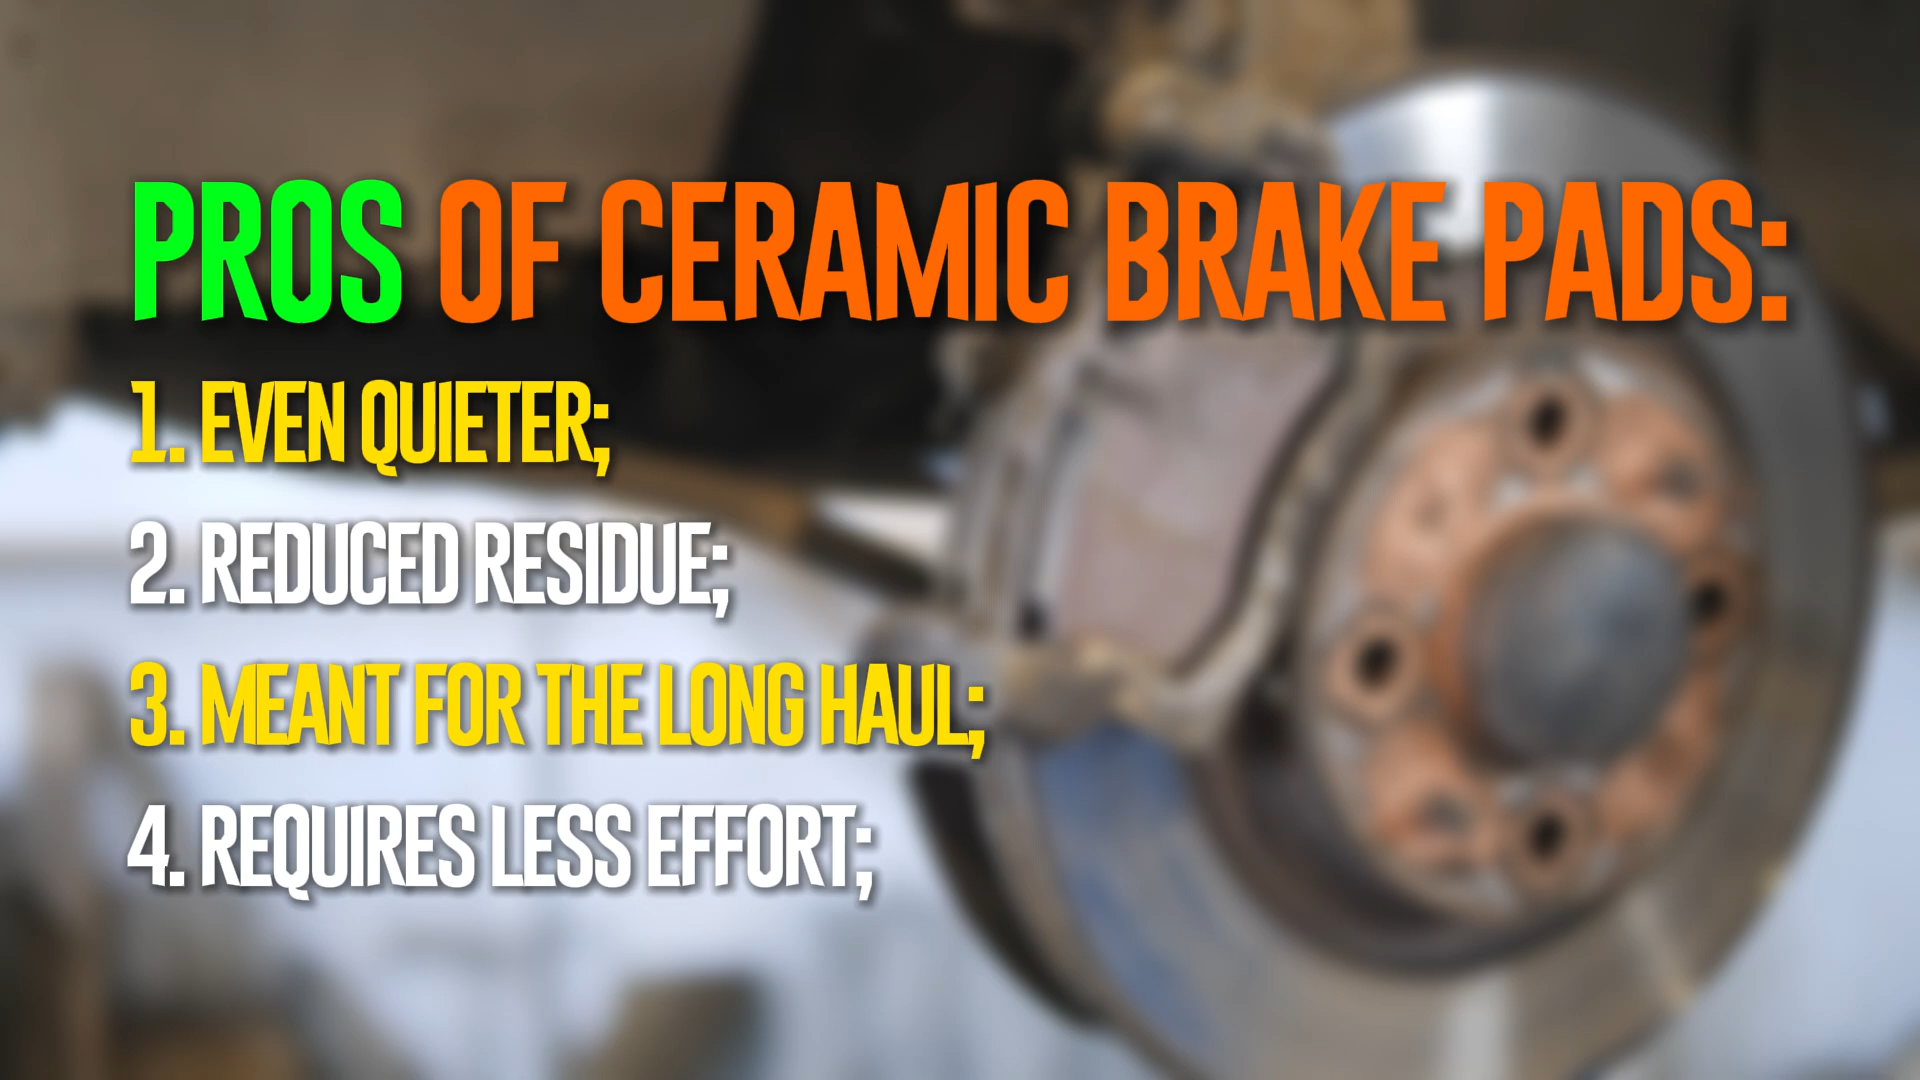 PROS OF CERAMIC BRAKE PADS:
1. EVEN QUIETER;
2. REDUCED RESIDUE;
3. MEANT FOR THE LONG HAUL;
4. REQUIRES LESS EFFORT;